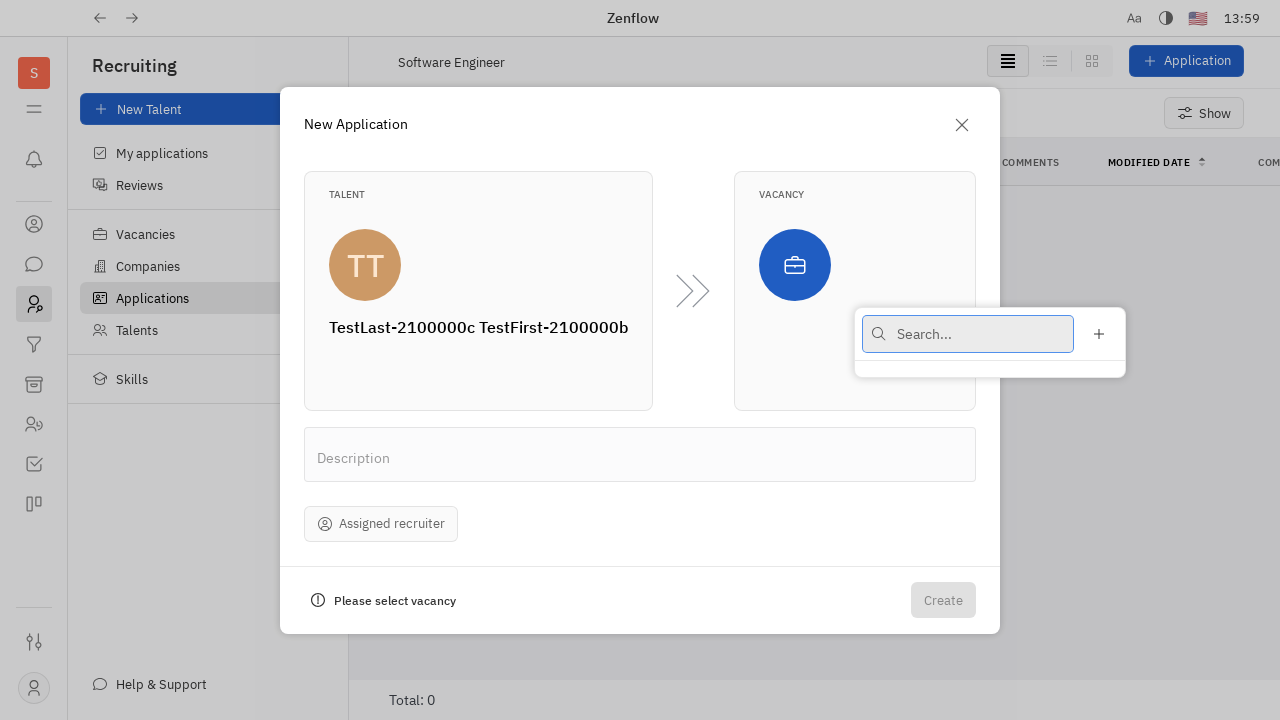 Zenflow
Aa
13:59
S
Recruiting
New Talent
My applications
Reviews
Vacancies
Companies
Applications
Talents
Skills
Help & Support
Software Engineer
Application
Show
COMMENTS
MODIFIED DATE
COM
New Application
TALENT
TT
TestLast-2100000c TestFirst-2100000b
VACANCY
Search...
Description
Assigned recruiter
Please select vacancy
Create
Total: 0